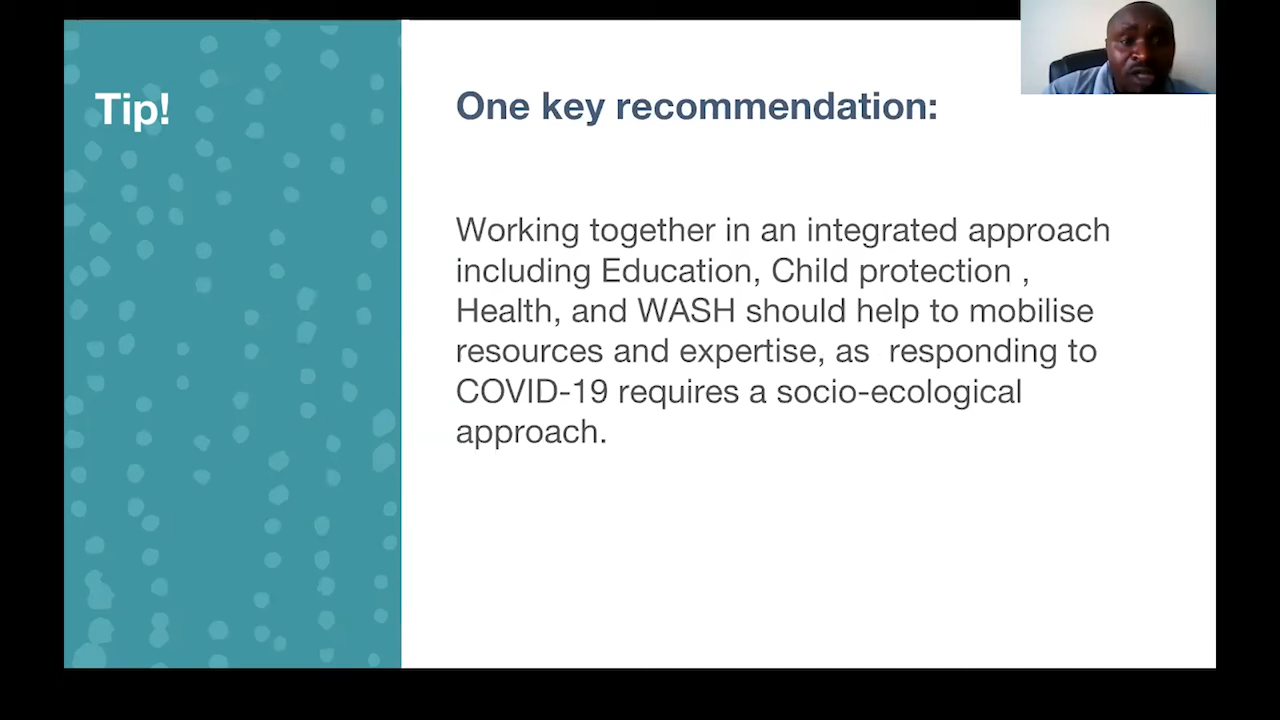 Tip!
One key recommendation:
Working together in an integrated approach
including Education, Child protection ,
Health, and WASH should help to mobilise
resources and expertise, as  responding to
COVID-19 requires a socio-ecological
approach.